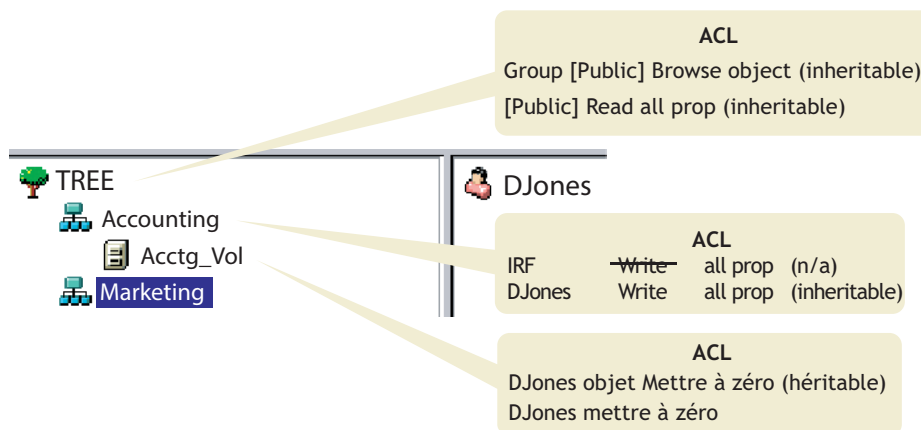 ACL
Group [Public] Browse object (inheritable)
[Public] Read all prop (inheritable)
TREE
Accounting
Acctg_Vol
Marketing
DJones
ACL
IRF Write all prop (n/a)
DJones Write all prop (inheritable)
ACL
DJones objet Mettre à zéro (héritable)
DJones mettre à zéro